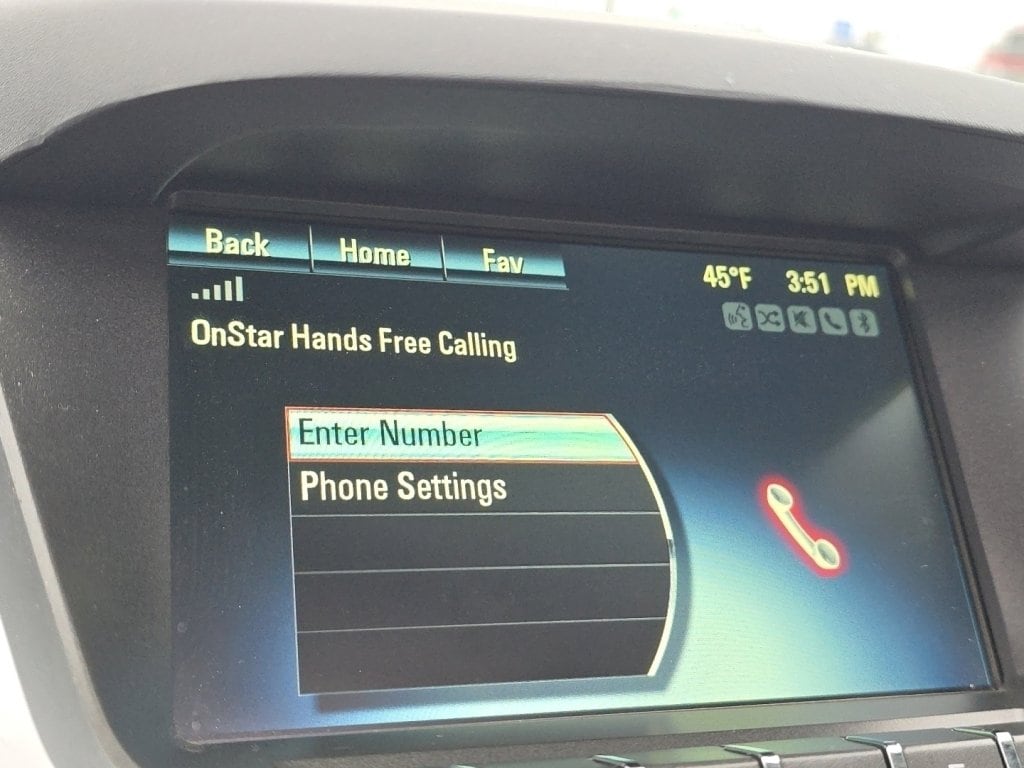 Back Home Fav
45°F 3:51 PM
OnStar Hands Free Calling
Enter Number
Phone Settings